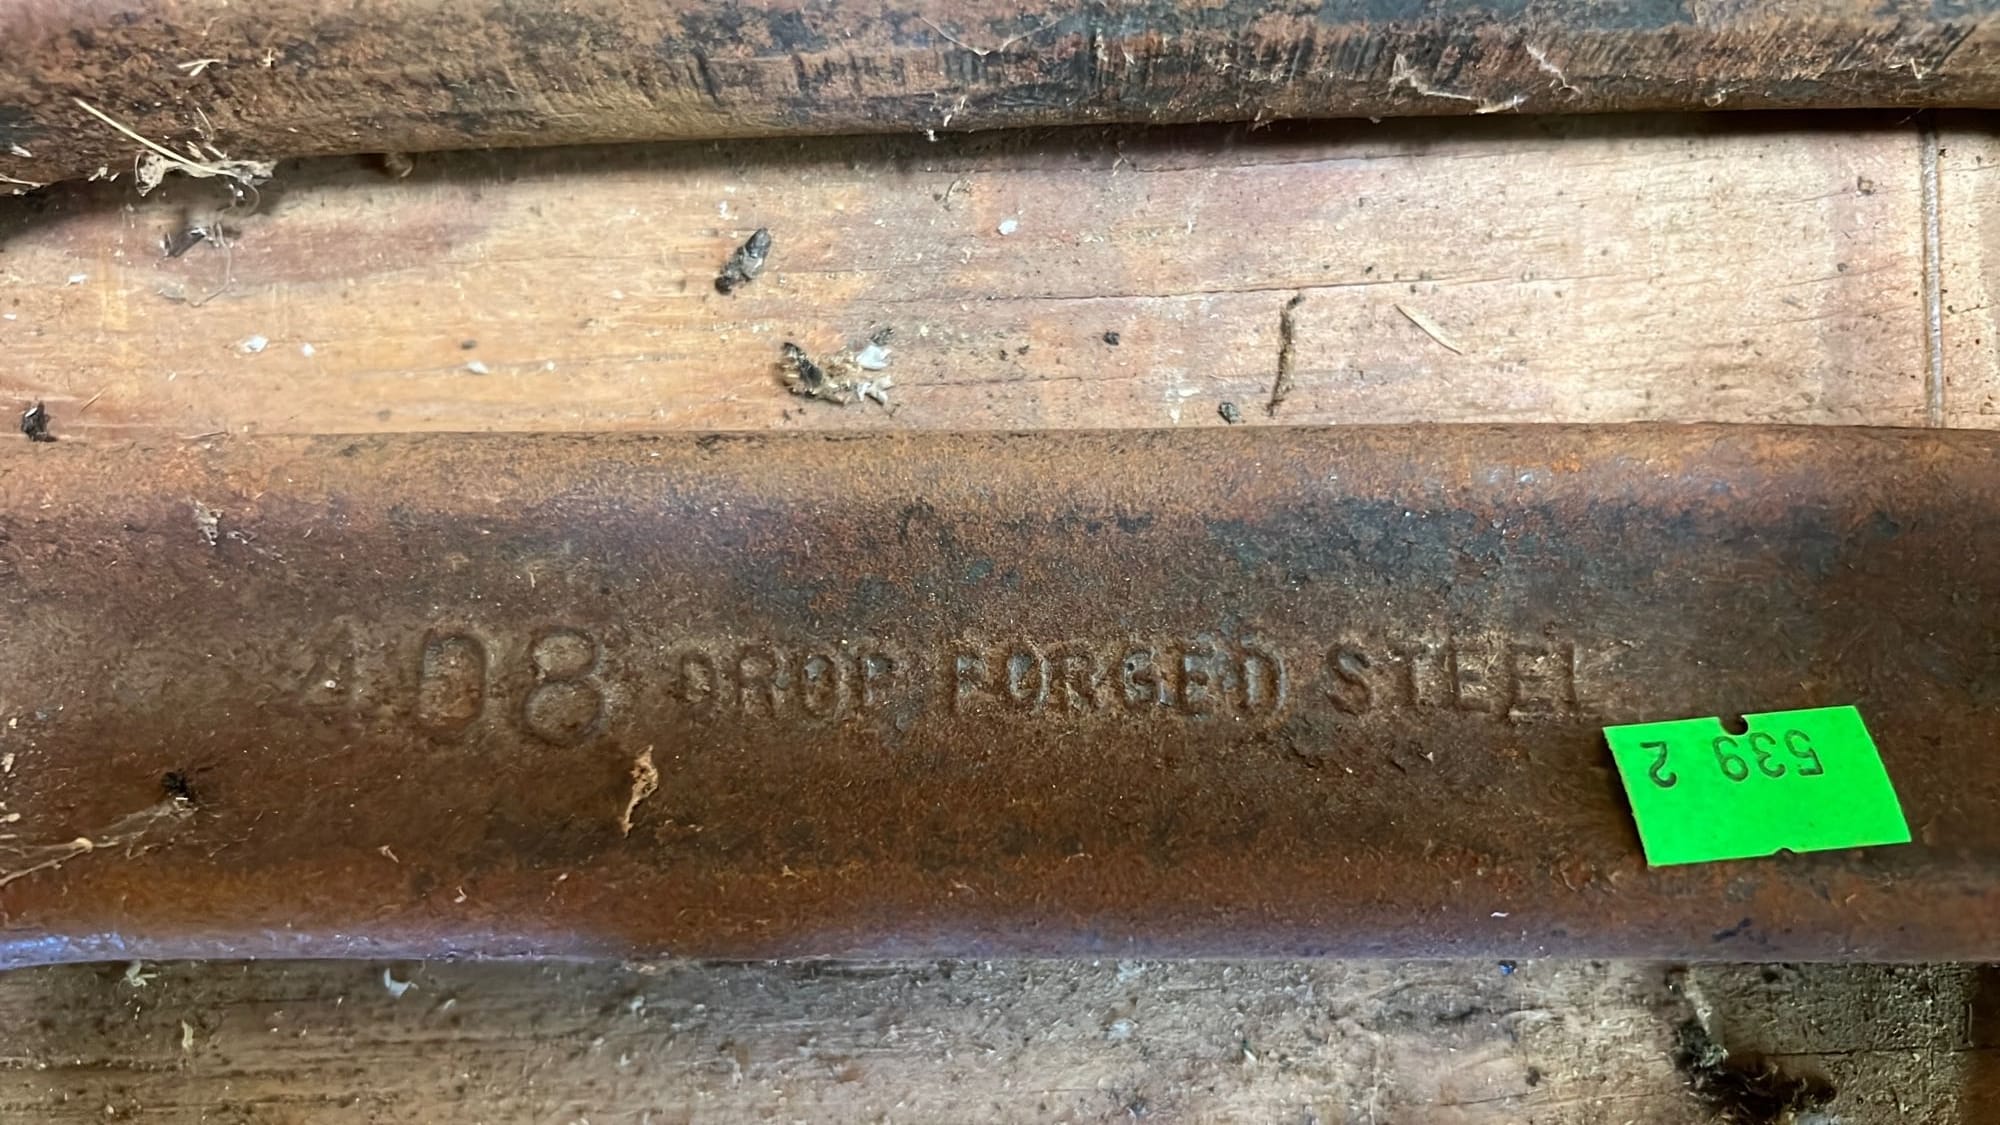 408 DROP FORGED STEEL
539 2